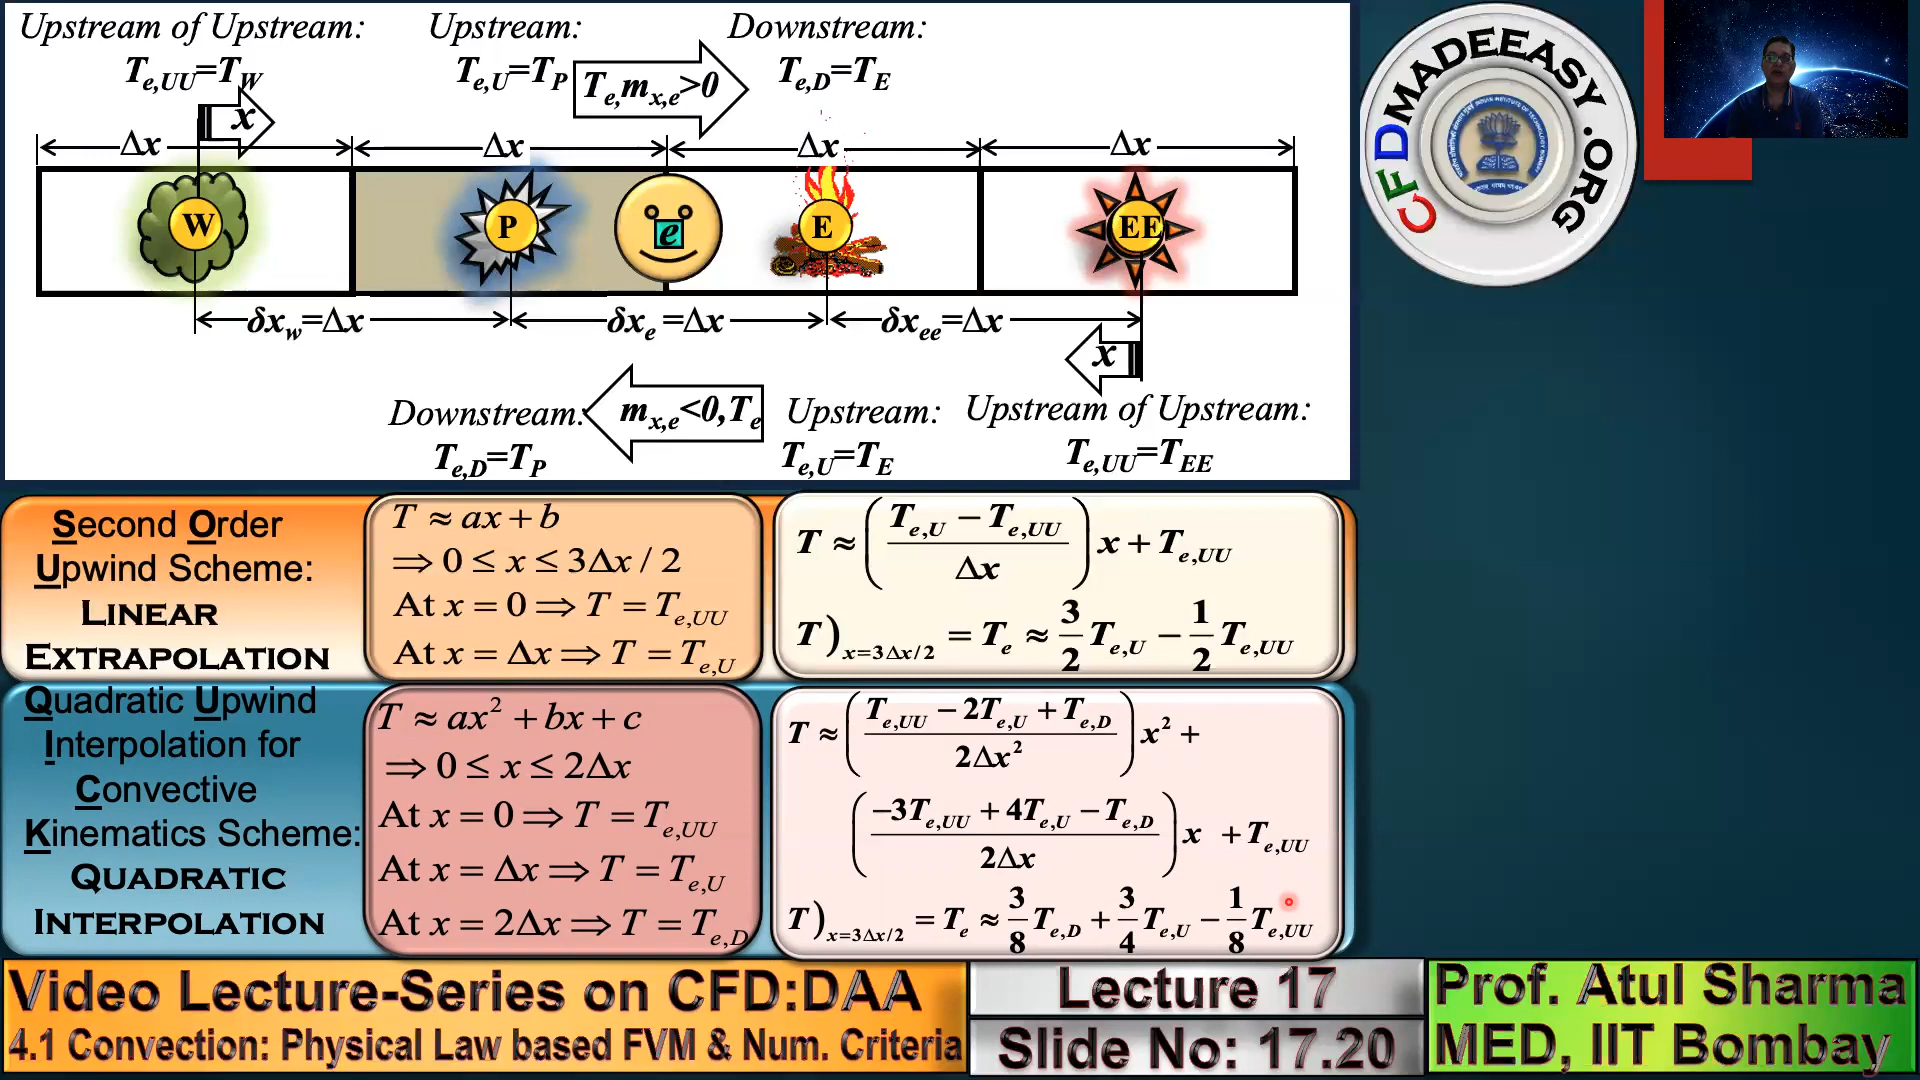 Upstream of Upstream: Upstream: Downstream:
T_{e,UU}=T_W T_{e,U}=T_P T_{e,}m_{x,e}>0 T_{e,D}=T_E
x
Δx Δx Δx Δx
W P e E EE
δx_w=Δx δx_e=Δx δx_{ee}=Δx
x
Downstream: m_{x,e}<0,T_e Upstream: Upstream of Upstream:
T_{e,D}=T_P T_{e,U}=T_E T_{e,UU}=T_{EE}
CFDMADEEASY.ORG
Second Order
Upwind Scheme:
LINEAR
EXTRAPOLATION
T ≈ ax + b
⇒ 0 ≤ x ≤ 3Δx / 2
At x = 0 ⇒ T = T_{e,UU}
At x = Δx ⇒ T = T_{e,U}
T ≈ ((T_{e,U} − T_{e,UU}) / Δx) x + T_{e,UU}
T)_{x=3Δx/2} = T_e ≈ 3/2 T_{e,U} − 1/2 T_{e,UU}
Quadratic Upwind
Interpolation for
Convective
Kinematics Scheme:
QUADRATIC
INTERPOLATION
T ≈ ax² + bx + c
⇒ 0 ≤ x ≤ 2Δx
At x = 0 ⇒ T = T_{e,UU}
At x = Δx ⇒ T = T_{e,U}
At x = 2Δx ⇒ T = T_{e,D}
T ≈ ((T_{e,UU} − 2T_{e,U} + T_{e,D}) / 2Δx²) x² +
((−3T_{e,UU} + 4T_{e,U} − T_{e,D}) / 2Δx) x + T_{e,UU}
T)_{x=3Δx/2} = T_e ≈ 3/8 T_{e,D} + 3/4 T_{e,U} − 1/8 T_{e,UU}
Video Lecture-Series on CFD:DAA
4.1 Convection: Physical Law based FVM & Num. Criteria
Lecture 17
Slide No: 17.20
Prof. Atul Sharma
MED, IIT Bombay